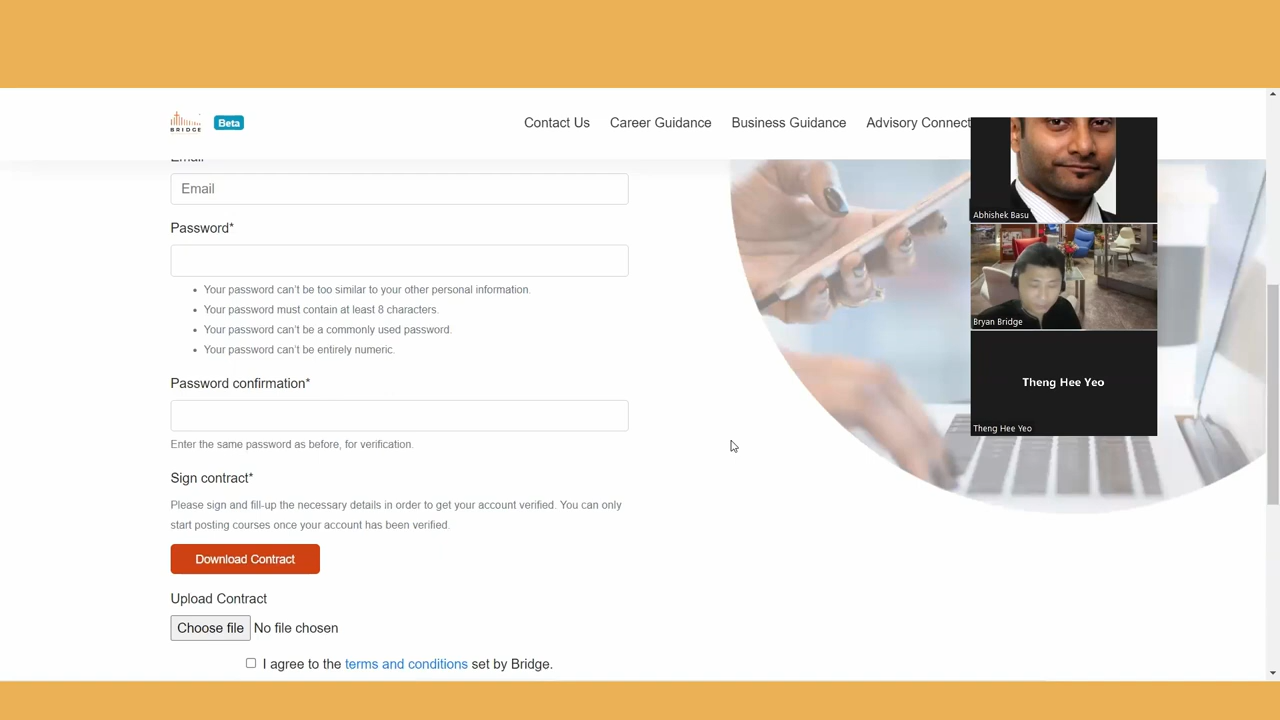 BRIDGE
Beta
Contact Us
Career Guidance
Business Guidance
Advisory Connect
Email
Email
Password*
Your password can't be too similar to your other personal information.
Your password must contain at least 8 characters.
Your password can't be a commonly used password.
Your password can't be entirely numeric.
Password confirmation*
Enter the same password as before, for verification.
Sign contract*
Please sign and fill-up the necessary details in order to get your account verified. You can only
start posting courses once your account has been verified.
Download Contract
Upload Contract
Choose file No file chosen
I agree to the terms and conditions set by Bridge.
Abhishek Basu
Bryan Bridge
Theng Hee Yeo
Theng Hee Yeo